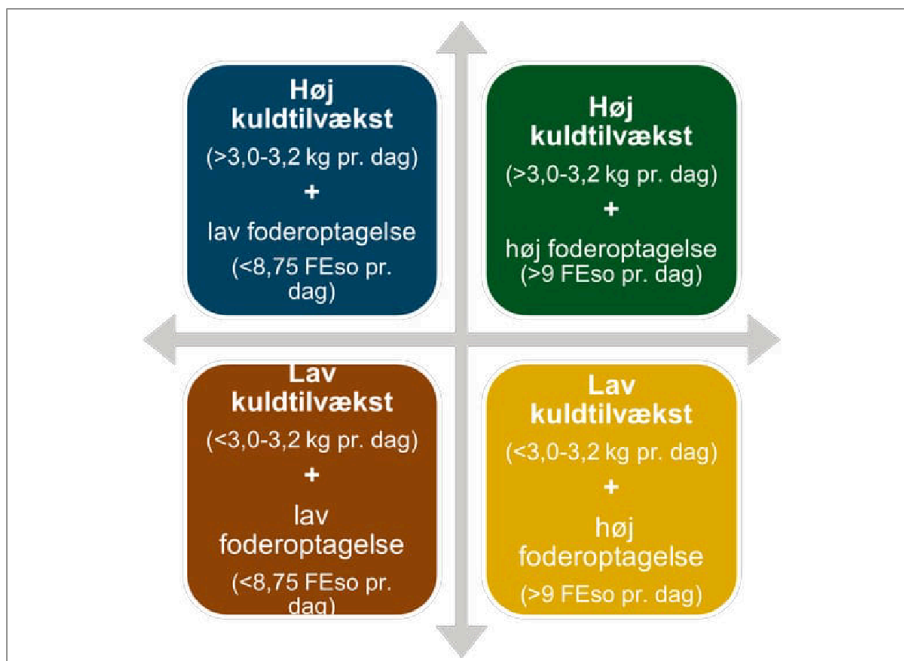 Høj
kuldtilvækst
(>3,0-3,2 kg pr. dag)
+
lav foderoptagelse
(<8,75 FEso pr.
dag)
Høj
kuldtilvækst
(>3,0-3,2 kg pr. dag)
+
høj foderoptagelse
(>9 FEso pr. dag)
Lav
kuldtilvækst
(<3,0-3,2 kg pr. dag)
+
lav
foderoptagelse
(<8,75 FEso pr.
dag)
Lav
kuldtilvækst
(<3,0-3,2 kg pr. dag)
+
høj
foderoptagelse
(>9 FEso pr. dag)